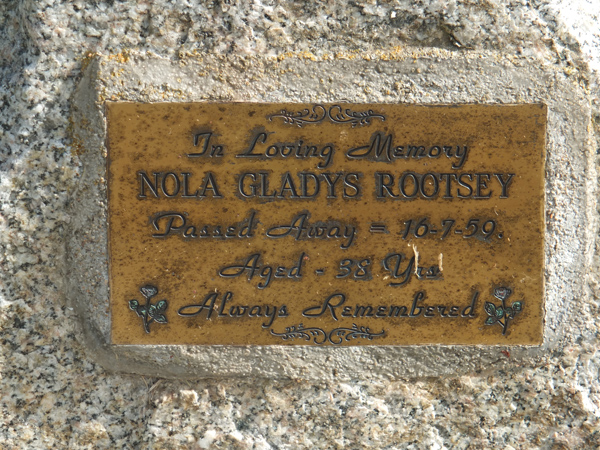 In Loving Memory
NOLA GLADYS ROOTSEY
Passed Away = 16-7-59.
Aged - 38 Yrs
Always Remembered